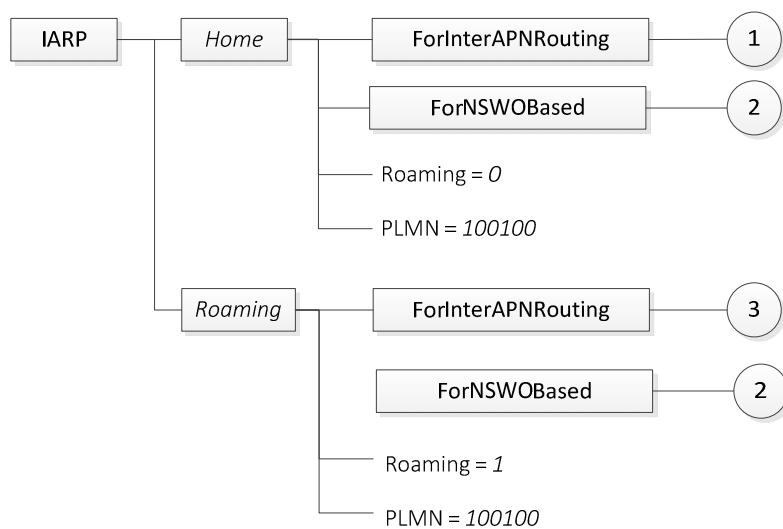 IARP
Home
ForInterAPNRouting
1
ForNSWOBased
2
Roaming = 0
PLMN = 100100
Roaming
ForInterAPNRouting
3
ForNSWOBased
2
Roaming = 1
PLMN = 100100